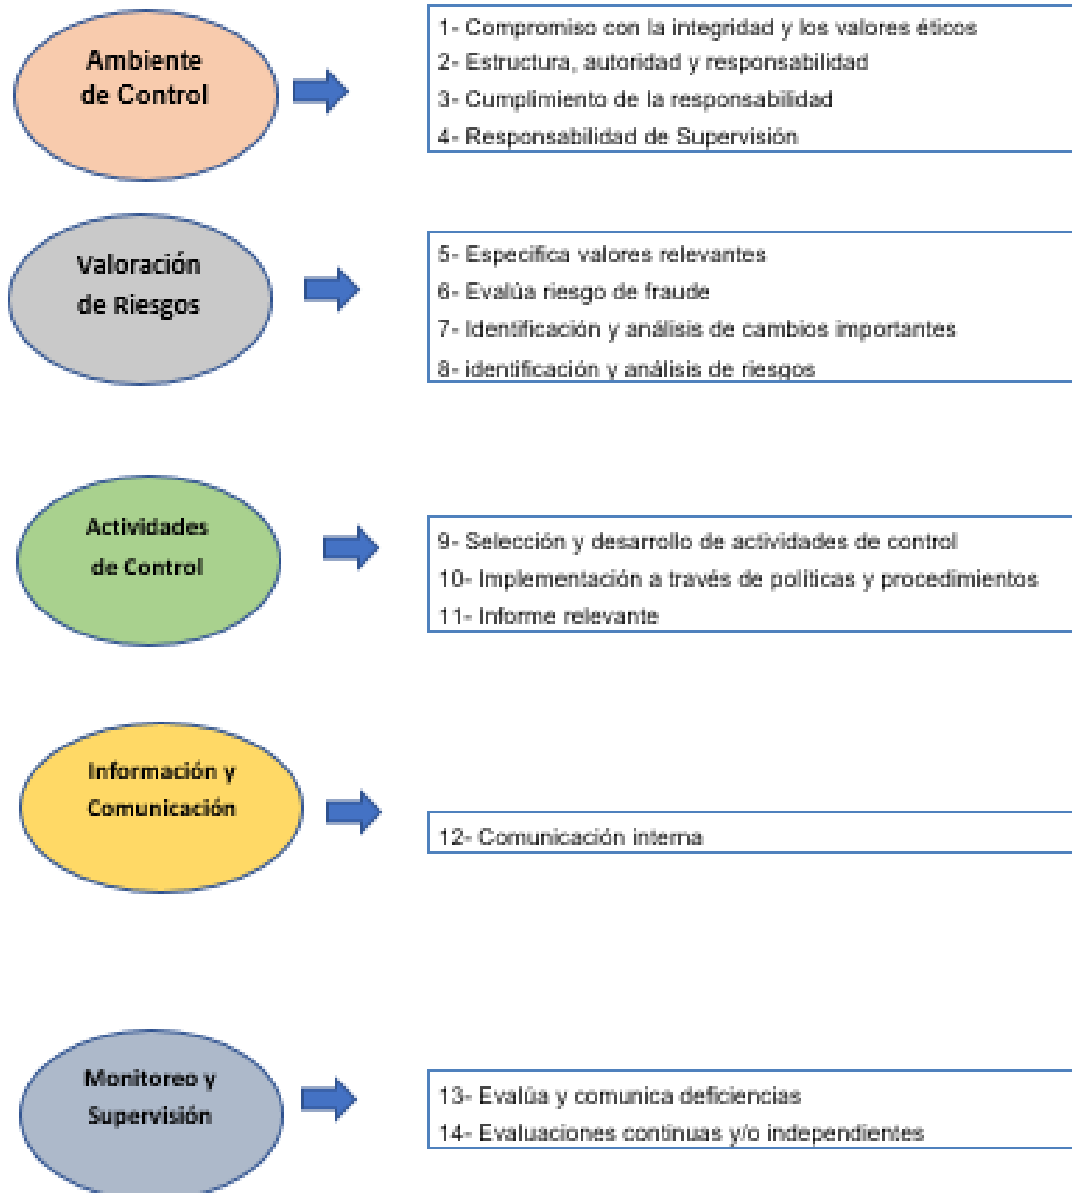 Ambiente
de Control
1- Compromiso con la integridad y los valores éticos
2- Estructura, autoridad y responsabilidad
3- Cumplimiento de la responsabilidad
4- Responsabilidad de Supervisión
Valoración
de Riesgos
5- Especifica valores relevantes
6- Evalúa riesgo de fraude
7- Identificación y análisis de cambios importantes
8- identificación y análisis de riesgos
Actividades
de Control
9- Selección y desarrollo de actividades de control
10- Implementación a través de políticas y procedimientos
11- Informe relevante
Información y
Comunicación
12- Comunicación interna
Monitoreo y
Supervisión
13- Evalúa y comunica deficiencias
14- Evaluaciones continuas y/o independientes